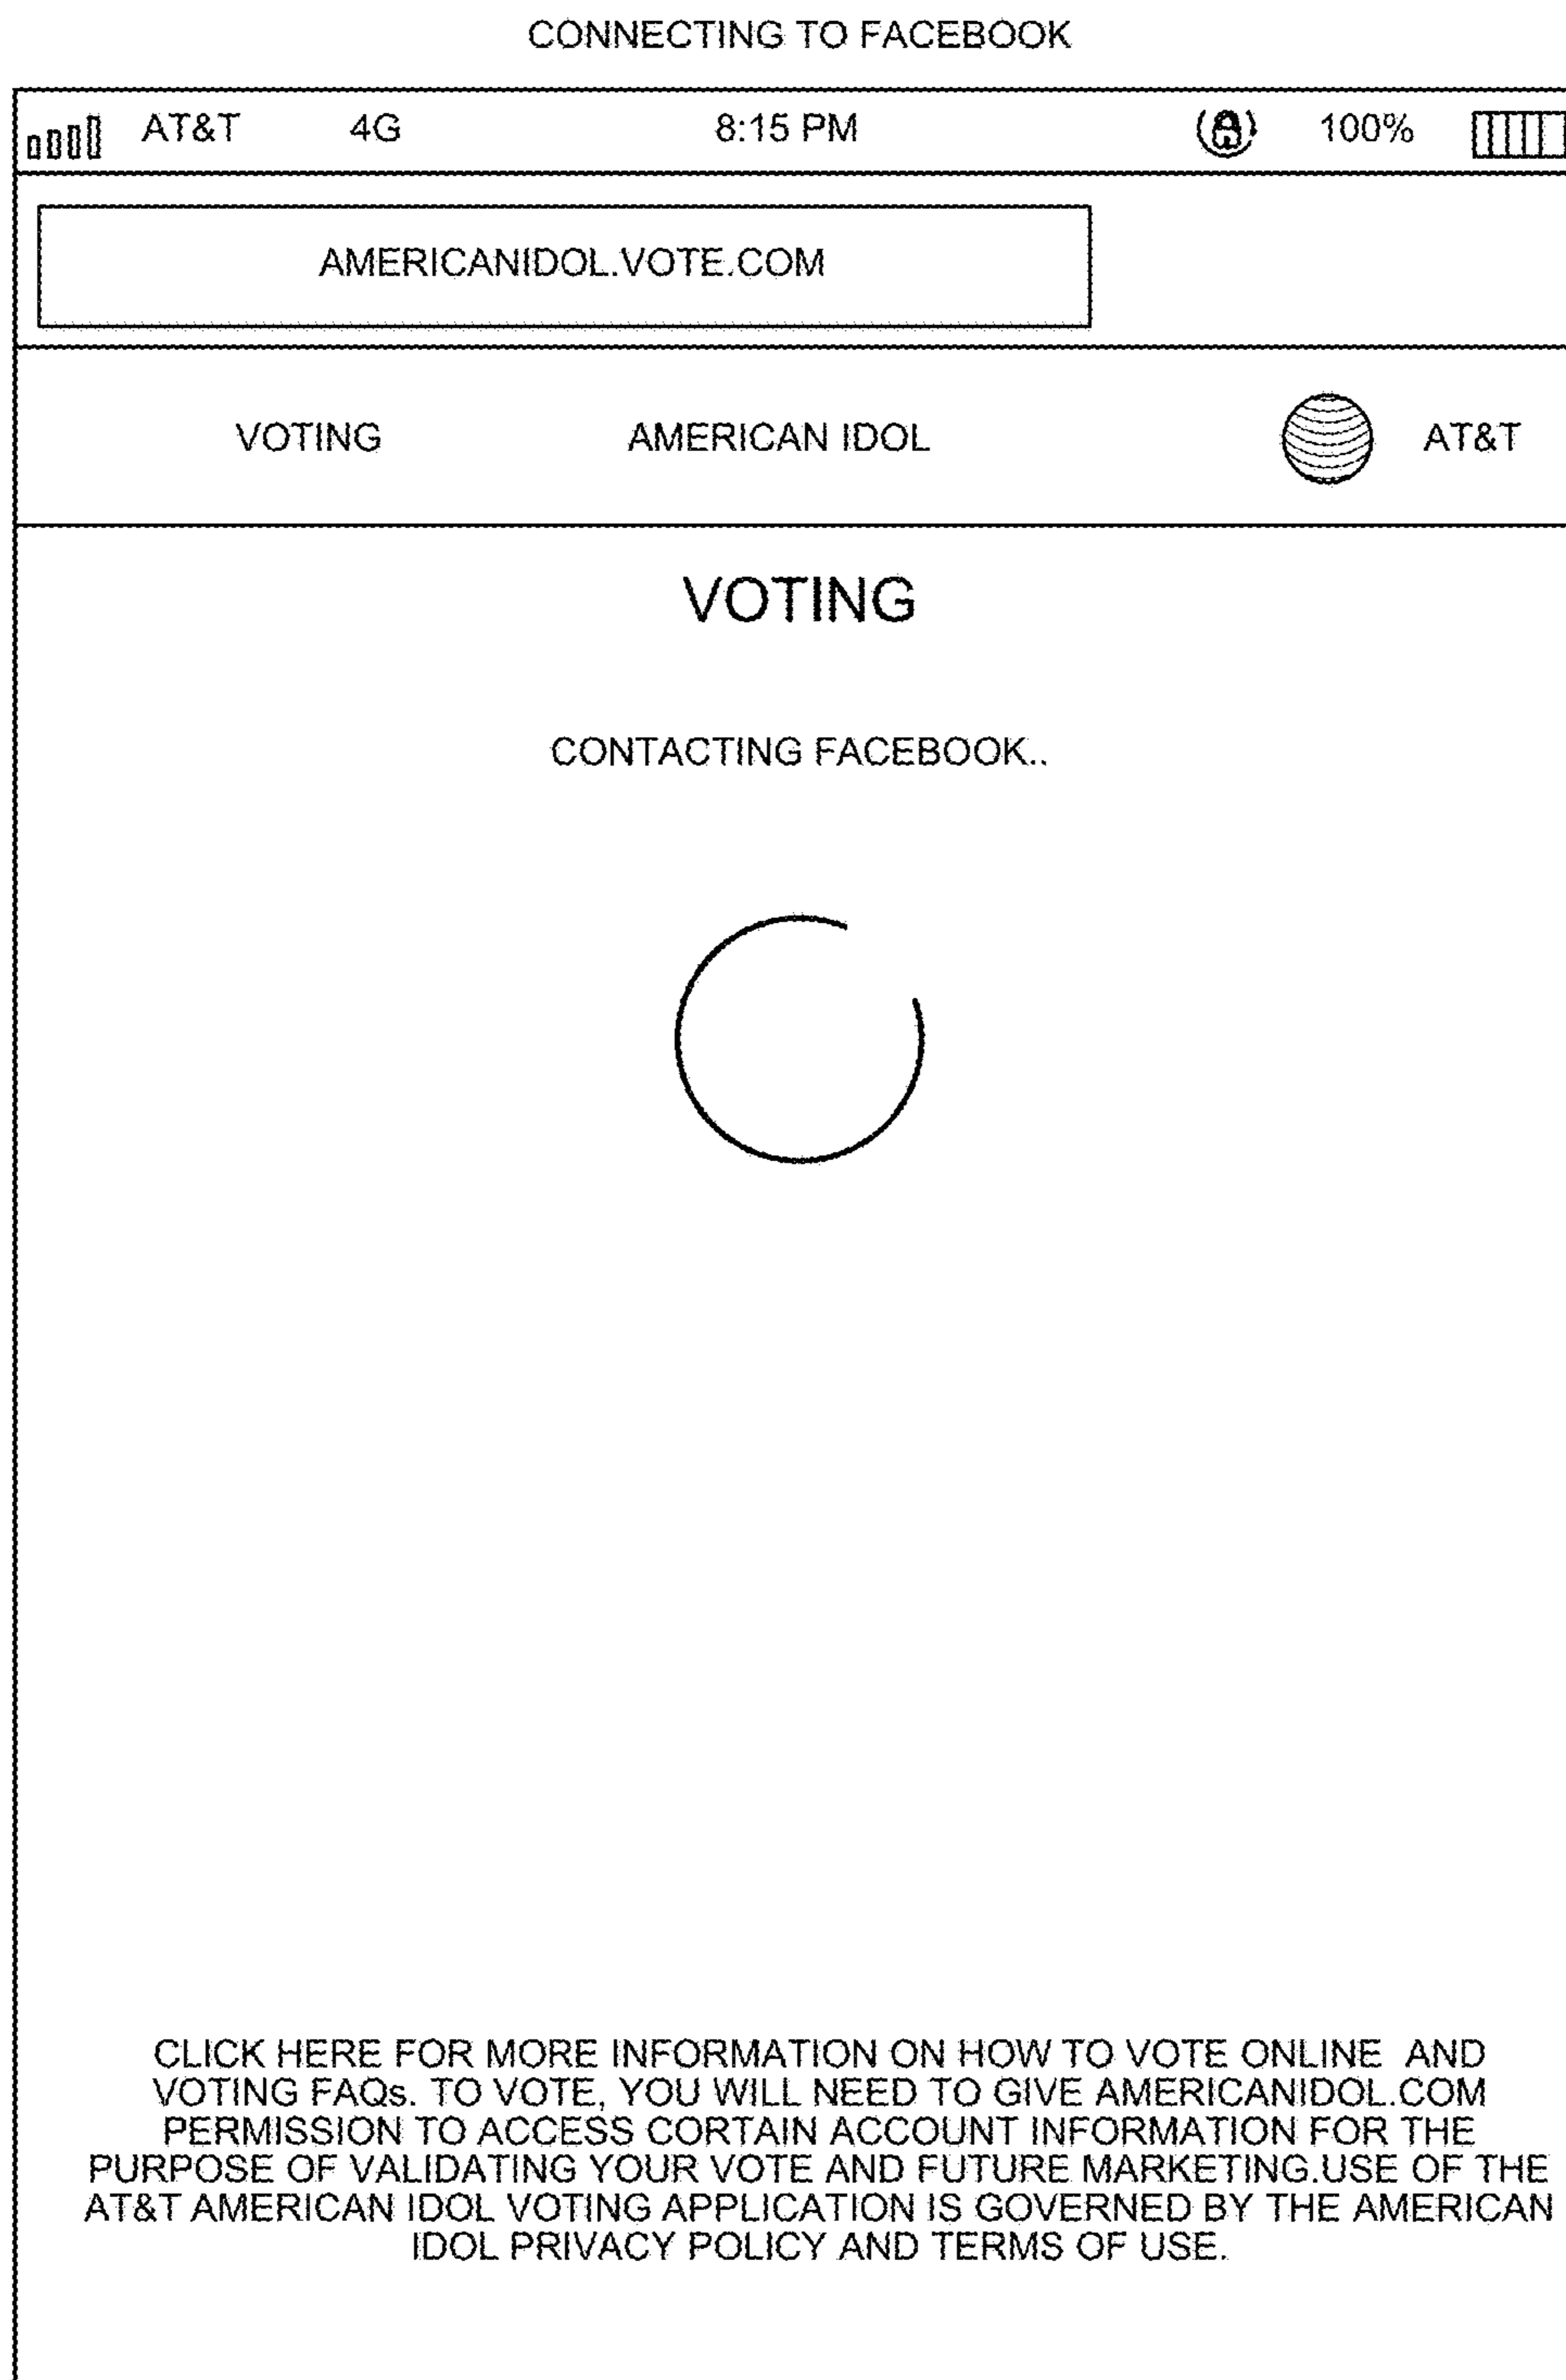 CONNECTING TO FACEBOOK
AT&T 4G 8:15 PM 100%
AMERICANIDOL.VOTE.COM
VOTING AMERICAN IDOL AT&T
VOTING
CONTACTING FACEBOOK..
CLICK HERE FOR MORE INFORMATION ON HOW TO VOTE ONLINE AND
VOTING FAQs. TO VOTE, YOU WILL NEED TO GIVE AMERICANIDOL.COM
PERMISSION TO ACCESS CORTAIN ACCOUNT INFORMATION FOR THE
PURPOSE OF VALIDATING YOUR VOTE AND FUTURE MARKETING.USE OF THE
AT&T AMERICAN IDOL VOTING APPLICATION IS GOVERNED BY THE AMERICAN
IDOL PRIVACY POLICY AND TERMS OF USE.